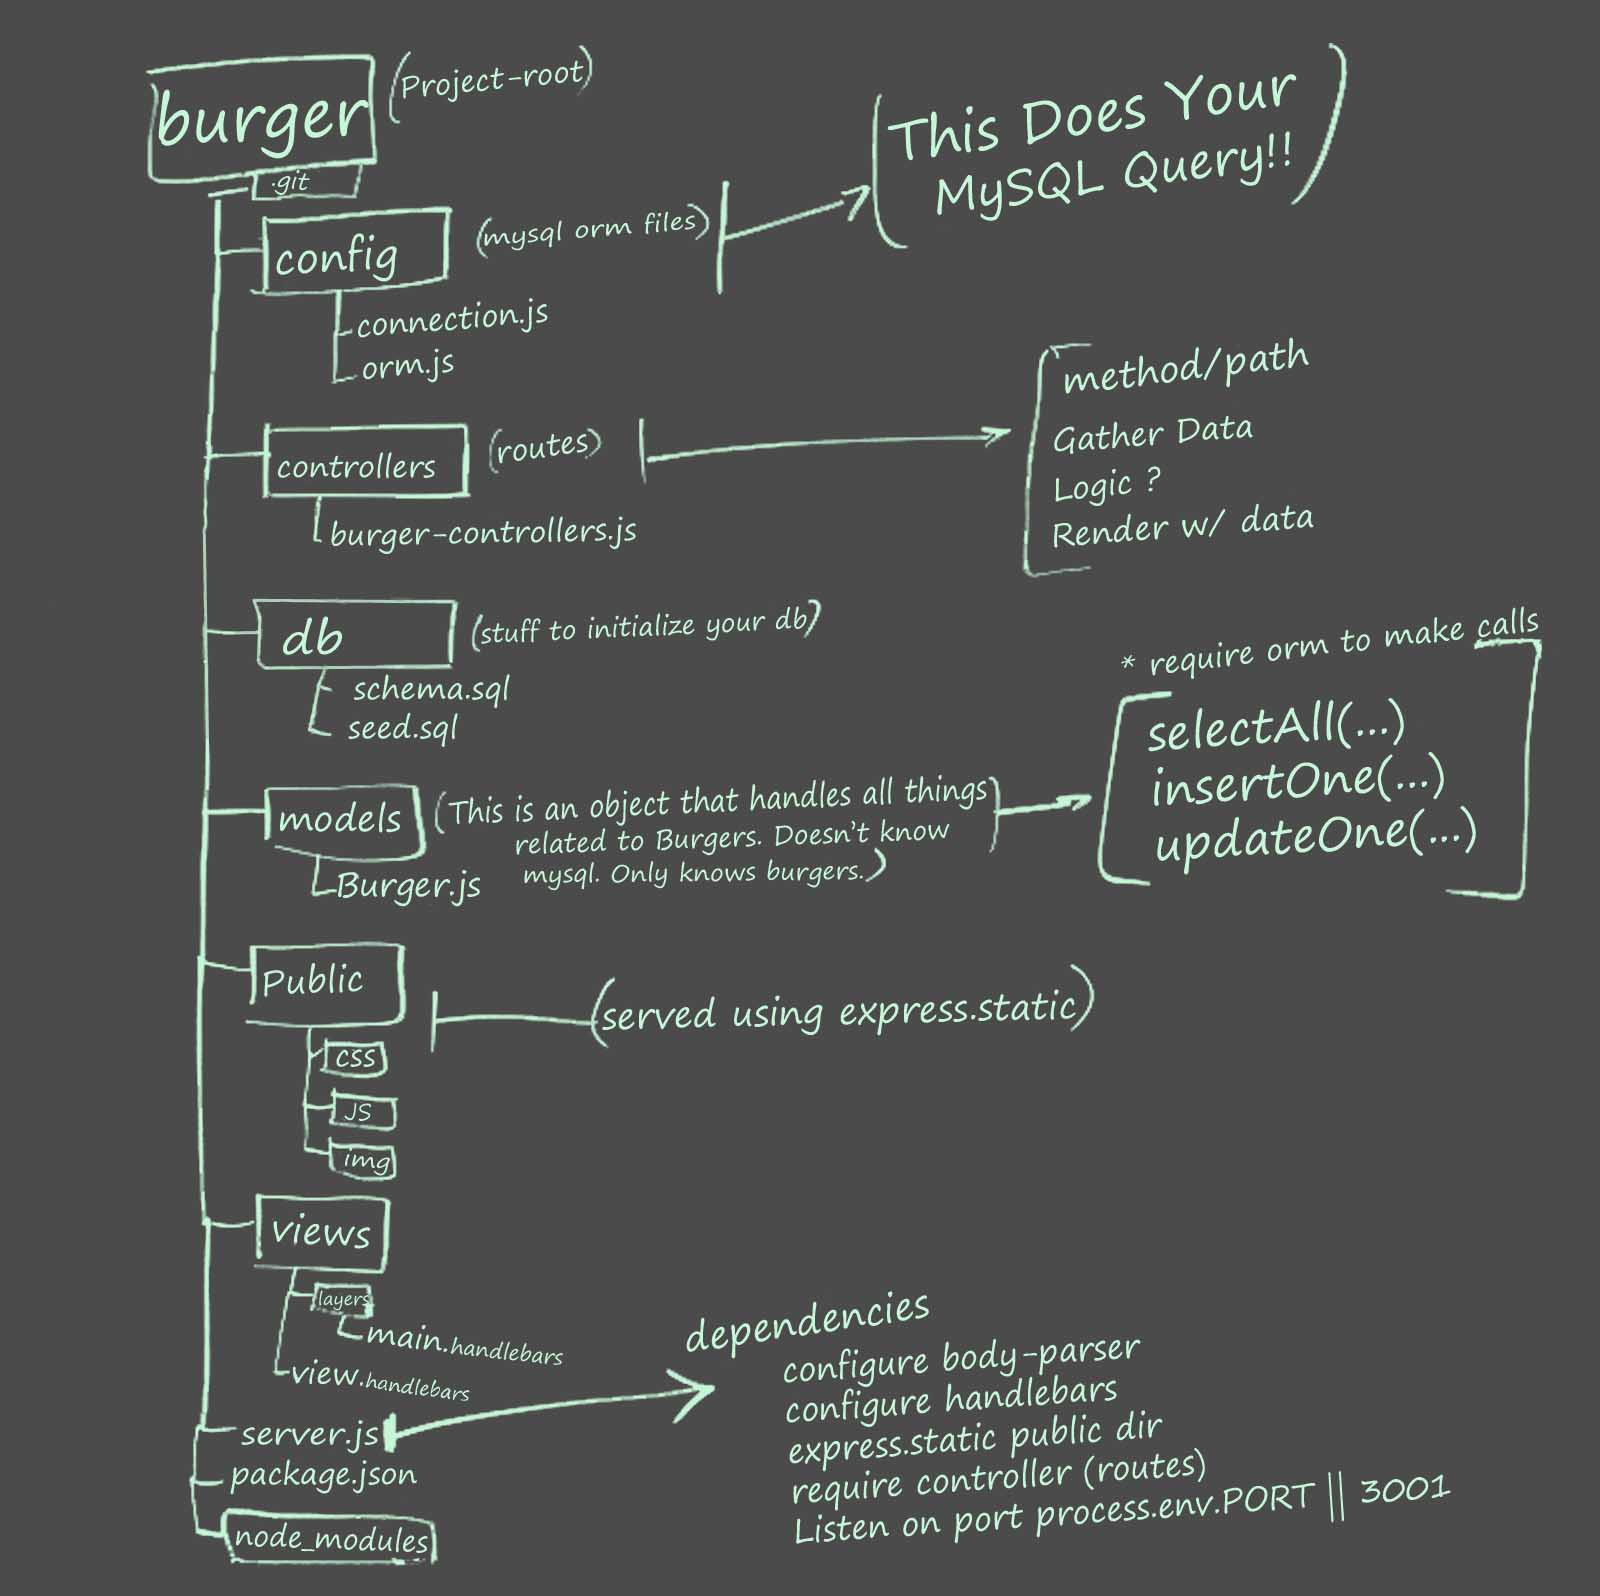 burger (Project-root)
.git
This Does Your
MySQL Query!!
config (mysql orm files)
connection.js
orm.js
controllers (routes)
burger-controllers.js
method/path
Gather Data
Logic ?
Render w/ data
db (stuff to initialize your db)
schema.sql
seed.sql
* require orm to make calls
selectAll(...)
insertOne(...)
updateOne(...)
models (This is an object that handles all things
related to Burgers. Doesn't know
mysql. Only knows burgers.)
Burger.js
Public (served using express.static)
css
JS
img
views
layers
main.handlebars
view.handlebars
server.js
package.json
node_modules
dependencies
configure body-parser
configure handlebars
express.static public dir
require controller (routes)
Listen on port process.env.PORT || 3001